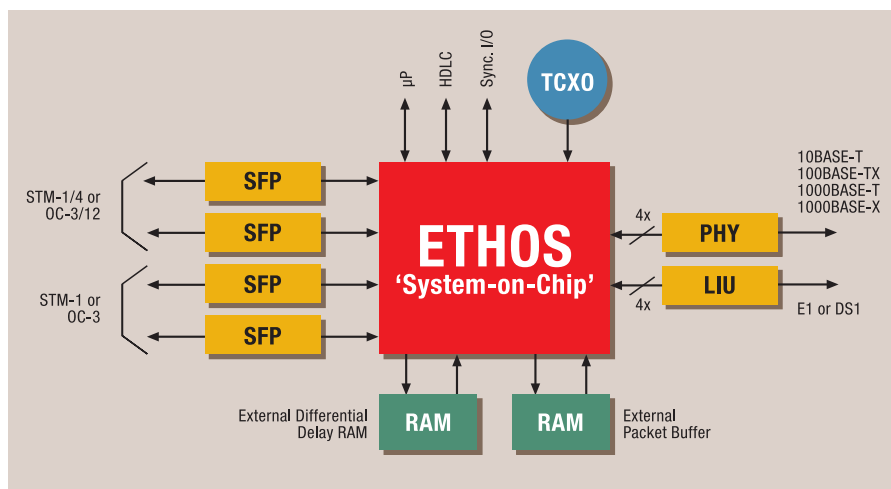 µP
HDLC
Sync. I/O
TCXO
STM-1/4 or
OC-3/12
SFP
SFP
STM-1 or
OC-3
SFP
SFP
ETHOS
'System-on-Chip'
4x
PHY
10BASE-T
100BASE-TX
1000BASE-T
1000BASE-X
4x
LIU
E1 or DS1
External Differential
Delay RAM
RAM
RAM
External
Packet Buffer